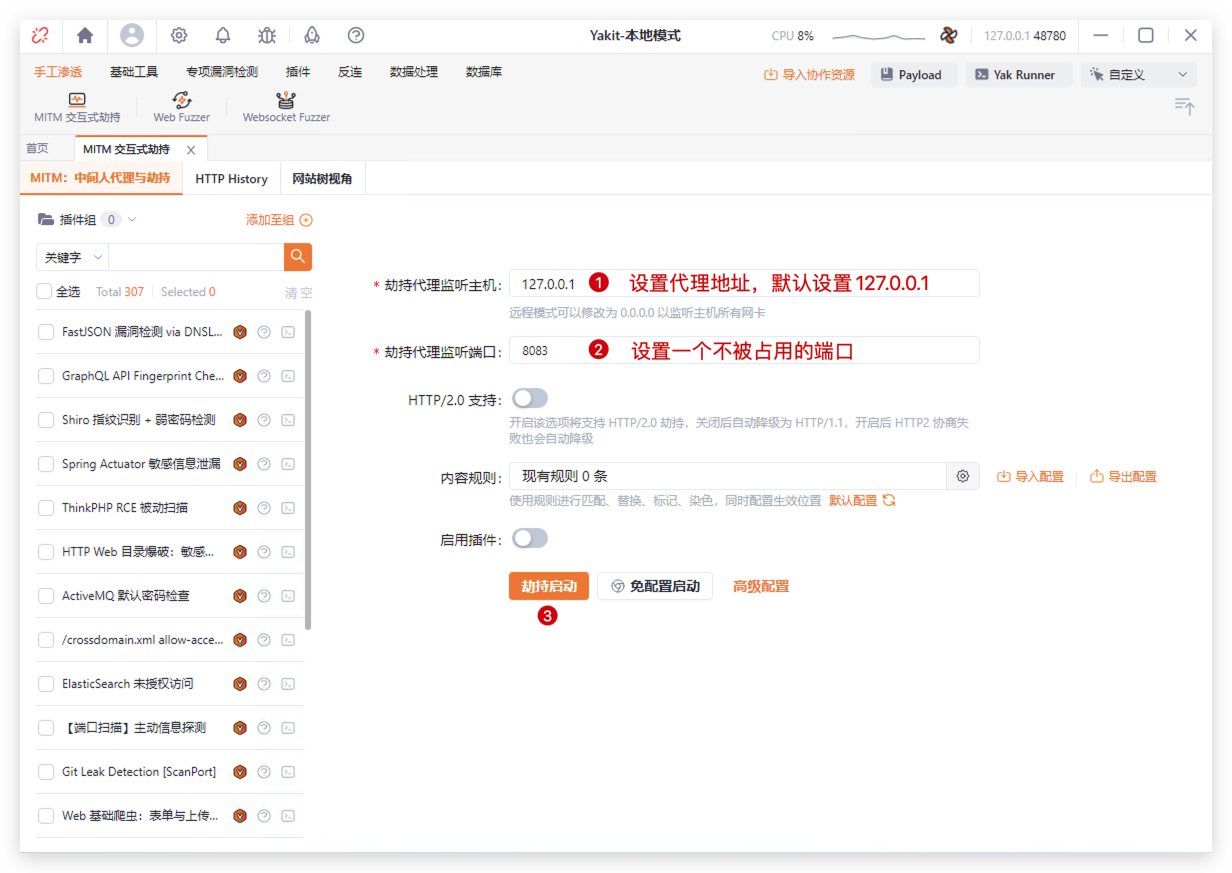 Yakit-本地模式
CPU 8%
127.0.0.1 48780
手工渗透 基础工具 专项漏洞检测 插件 反连 数据处理 数据库
导入协作资源 Payload Yak Runner 自定义
MITM 交互式劫持 Web Fuzzer Websocket Fuzzer
首页 MITM 交互式劫持
MITM：中间人代理与劫持 HTTP History 网站树视角
插件组 0 添加至组
关键字
全选 Total 307 Selected 0 清空
FastJSON 漏洞检测 via DNSL...
GraphQL API Fingerprint Che...
Shiro 指纹识别 + 弱密码检测
Spring Actuator 敏感信息泄漏
ThinkPHP RCE 被动扫描
HTTP Web 目录爆破：敏感...
ActiveMQ 默认密码检查
/crossdomain.xml allow-acce...
ElasticSearch 未授权访问
【端口扫描】主动信息探测
Git Leak Detection [ScanPort]
Web 基础爬虫：表单与上传...
* 劫持代理监听主机: 127.0.0.1 1 设置代理地址，默认设置 127.0.0.1
远程模式可以修改为 0.0.0.0 以监听主机所有网卡
* 劫持代理监听端口: 8083 2 设置一个不被占用的端口
HTTP/2.0 支持:
开启该选项将支持 HTTP/2.0 劫持，关闭后自动降级为 HTTP/1.1，开启后 HTTP2 协商失
败也会自动降级
内容规则: 现有规则 0 条 导入配置 导出配置
使用规则进行匹配、替换、标记、染色，同时配置生效位置 默认配置
启用插件:
劫持启动 免配置启动 高级配置
3